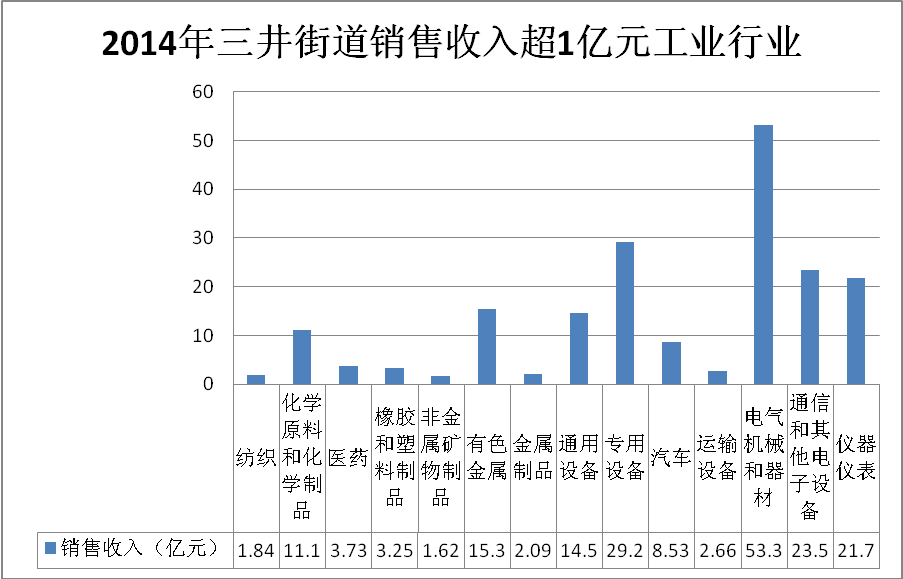 2014年三井街道销售收入超1亿元工业行业
60
50
40
30
20
10
0
纺织
化学
原料
和化
学制
品
医药
橡胶
和塑
料制
品
非金
属矿
物制
品
有色
金属
金属
制品
通用
设备
专用
设备
汽车
运输
设备
电气
机械
和器
材
通信
和其
他电
子设
备
仪器
仪表
销售收入（亿元） 1.84 11.1 3.73 3.25 1.62 15.3 2.09 14.5 29.2 8.53 2.66 53.3 23.5 21.7